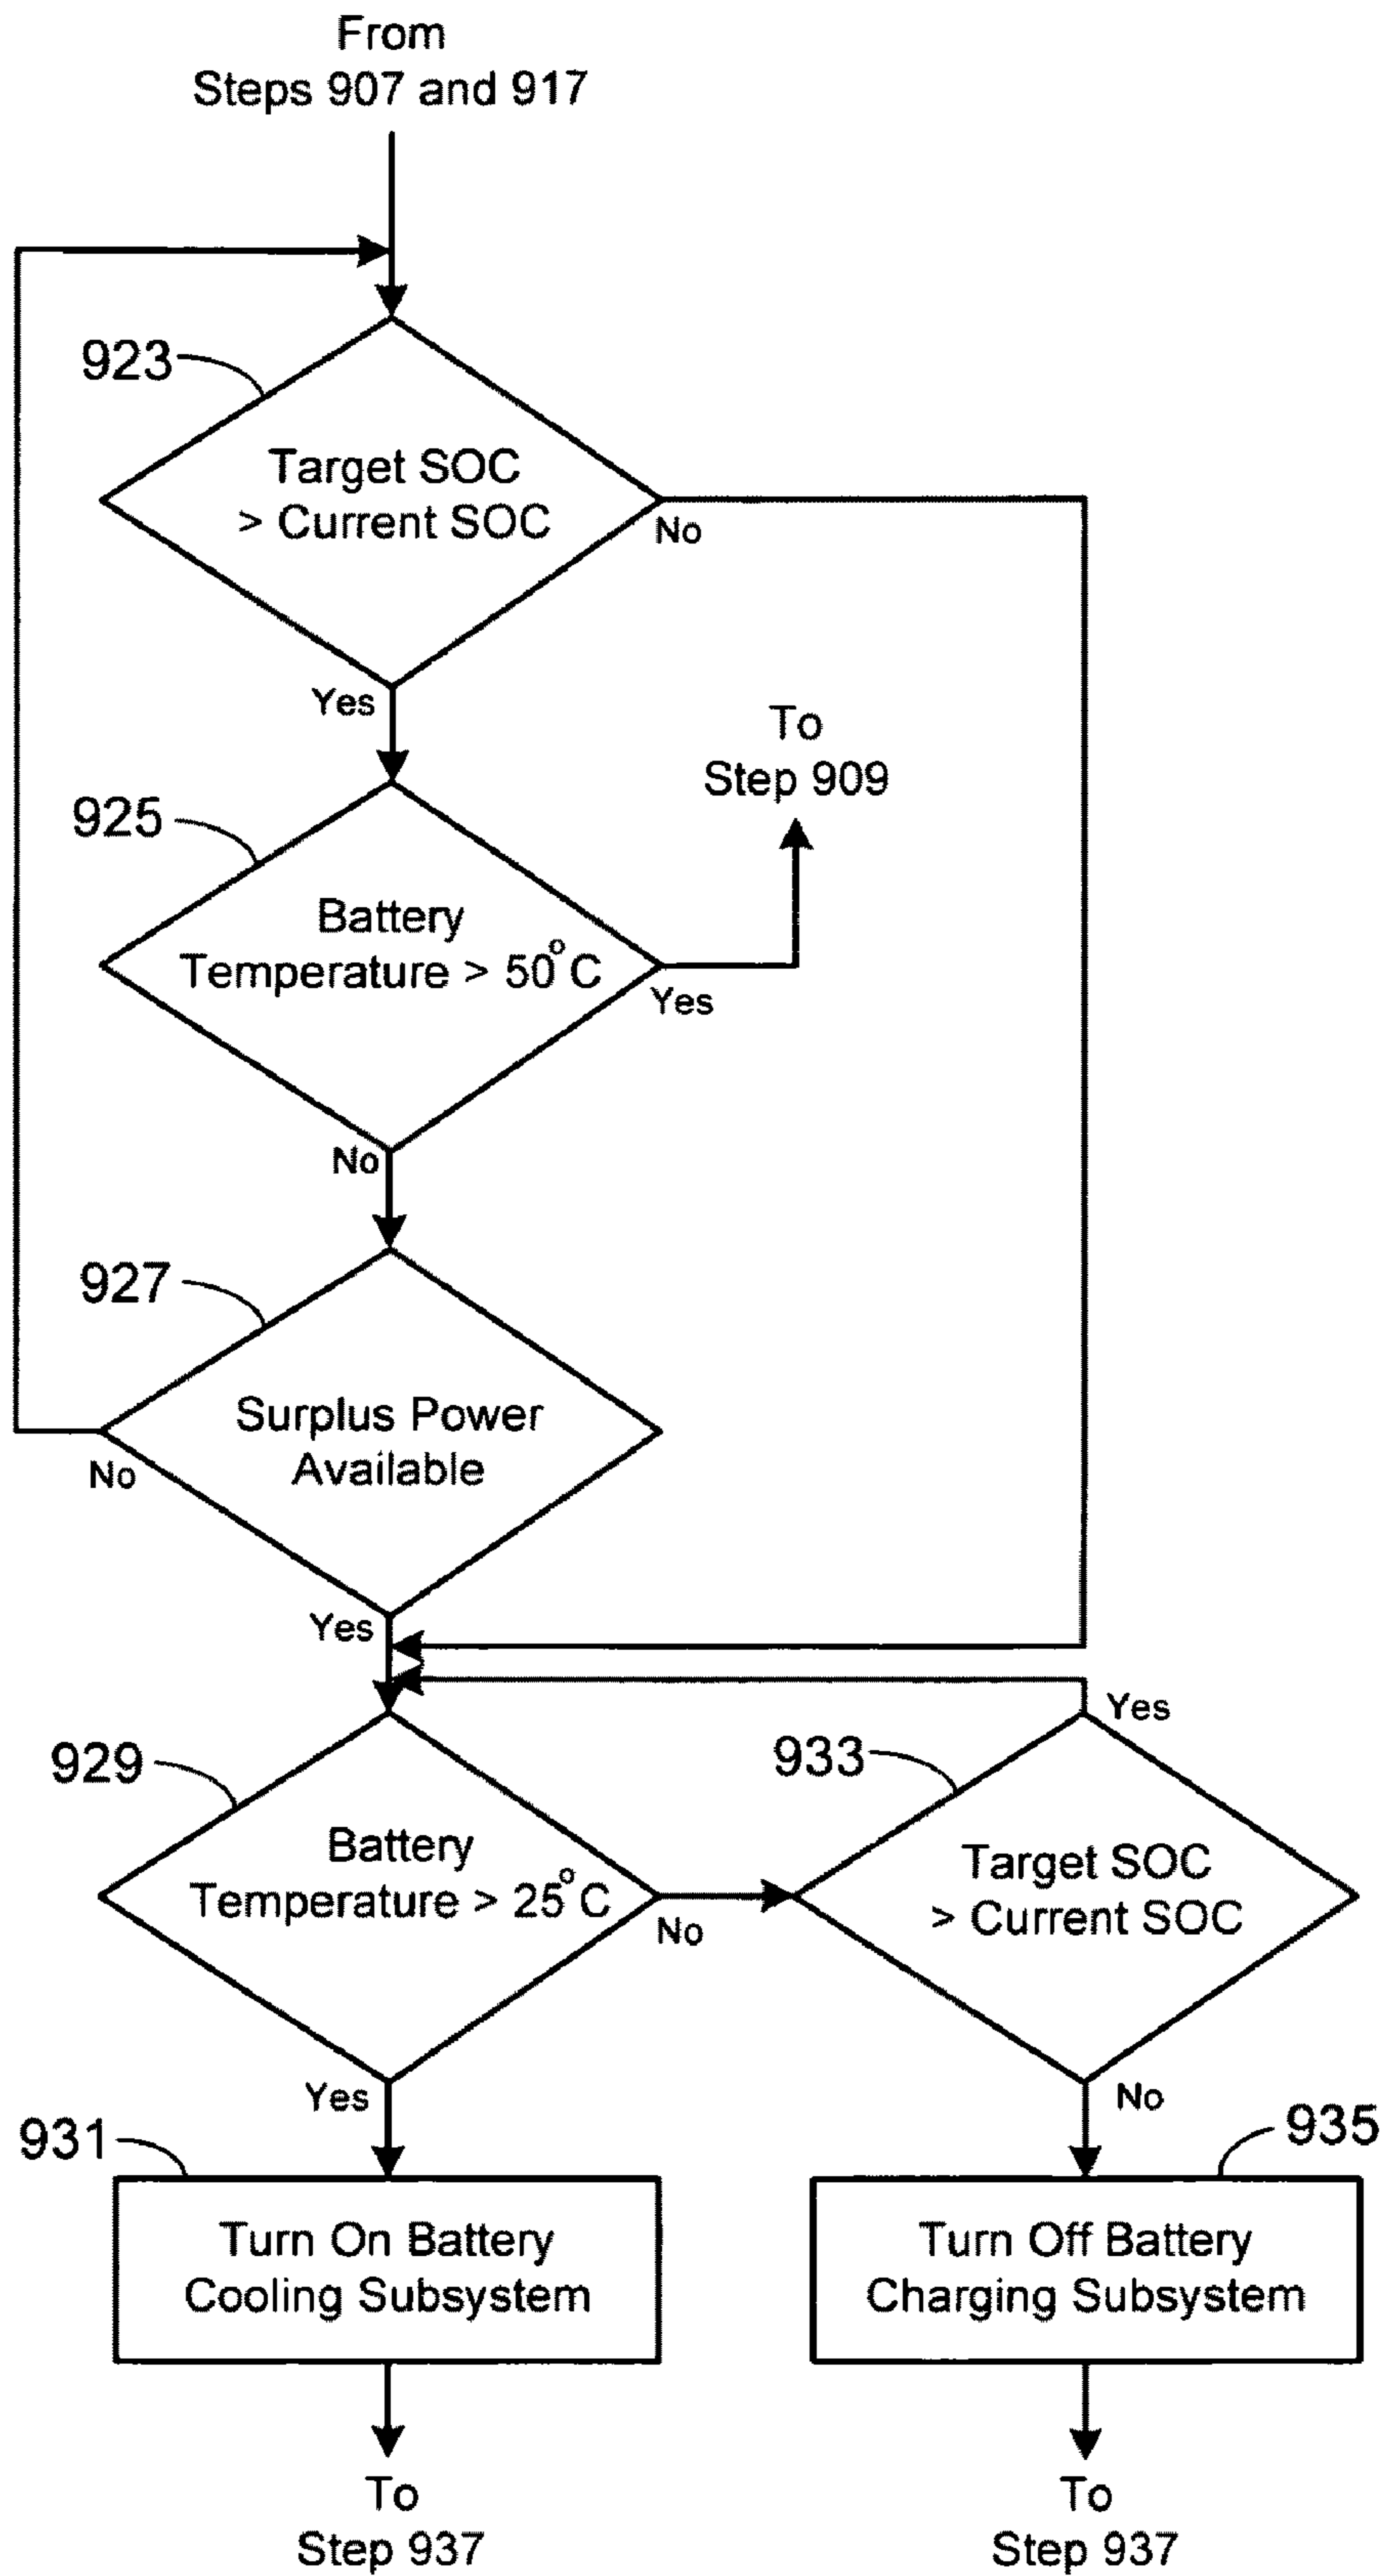 From
Steps 907 and 917
923
Target SOC
> Current SOC
No
Yes
To
Step 909
925
Battery
Temperature > 50°C
Yes
No
927
Surplus Power
Available
No
Yes
929
Battery
Temperature > 25°C
No
Yes
933
Yes
Target SOC
> Current SOC
No
931
Turn On Battery
Cooling Subsystem
935
Turn Off Battery
Charging Subsystem
To
Step 937
To
Step 937